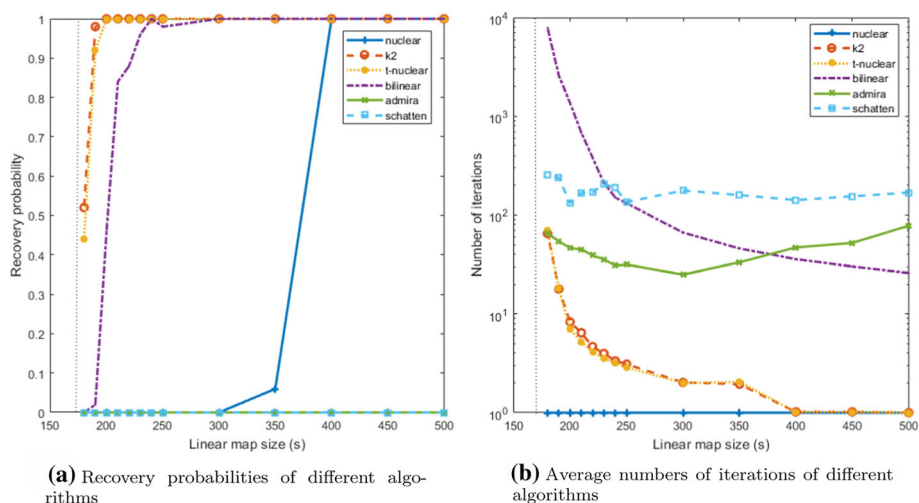 1
0.9
0.8
0.7
0.6
0.5
0.4
0.3
0.2
0.1
0
Recovery probability
nuclear
k2
t-nuclear
bilinear
admira
schatten
150 200 250 300 350 400 450 500
Linear map size (s)
(a) Recovery probabilities of different algo-
rithms
10^4
10^3
10^2
10^1
10^0
Number of iterations
nuclear
k2
t-nuclear
bilinear
admira
schatten
150 200 250 300 350 400 450 500
Linear map size (s)
(b) Average numbers of iterations of different
algorithms